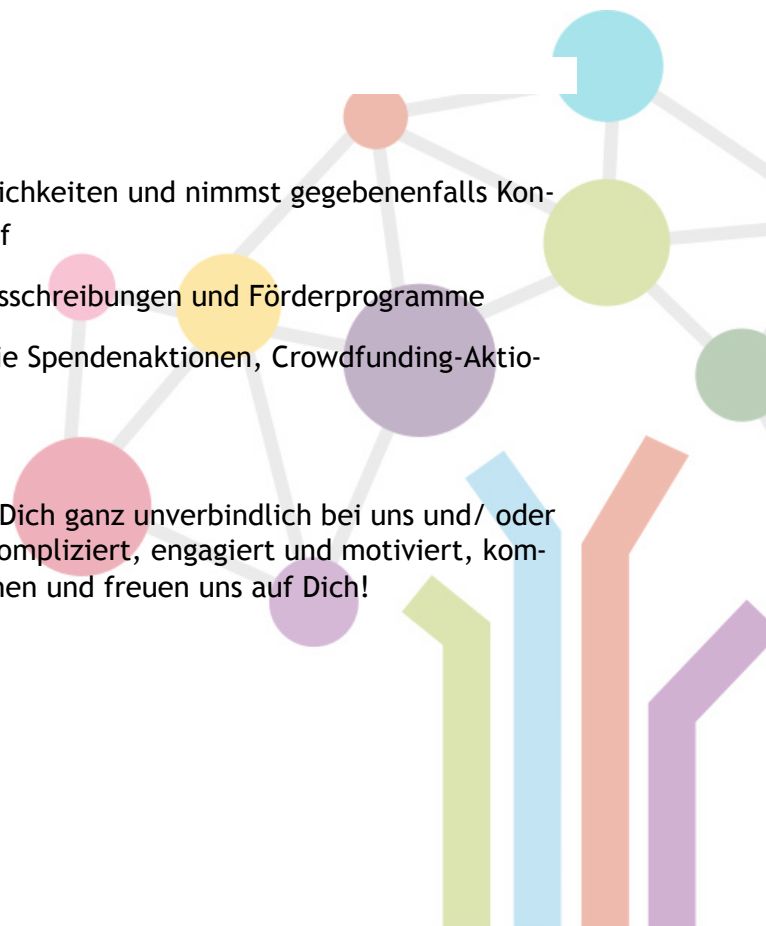 lichkeiten und nimmst gegebenenfalls Kon-
f
sschreibungen und Förderprogramme
ie Spendenaktionen, Crowdfunding-Aktio-
Dich ganz unverbindlich bei uns und/ oder
ompliziert, engagiert und motiviert, kom-
nen und freuen uns auf Dich!